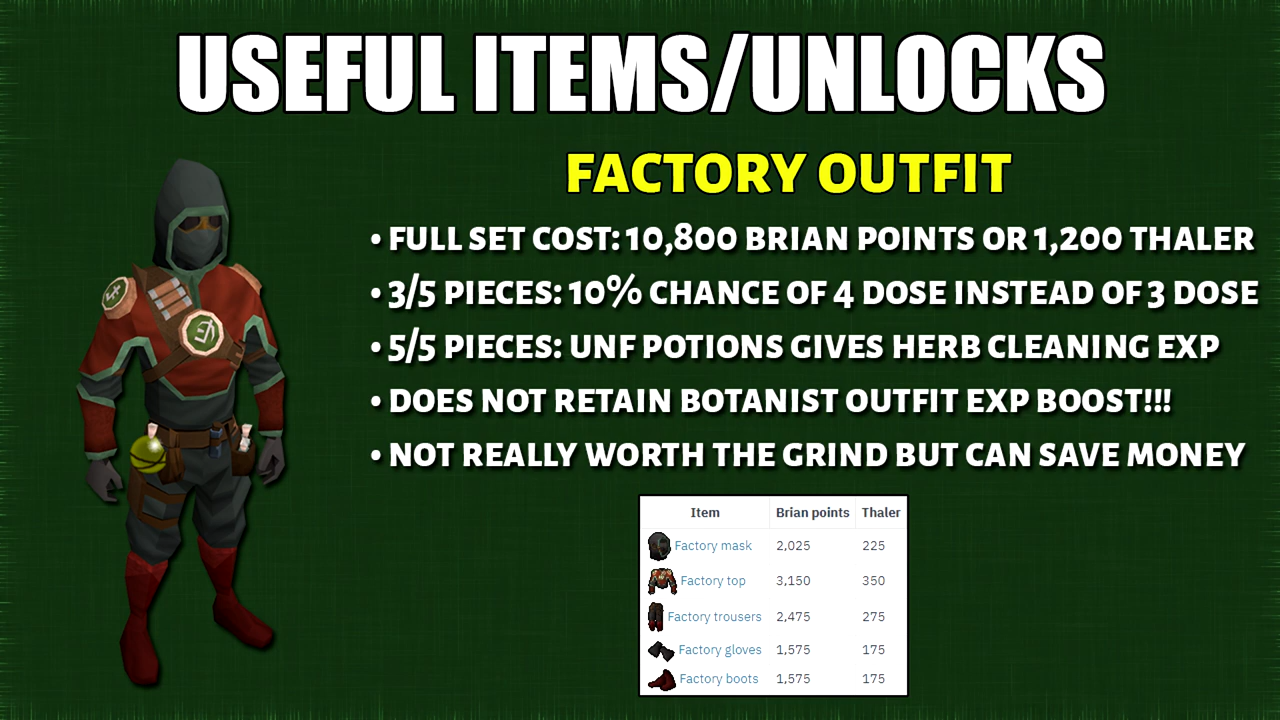 USEFUL ITEMS/UNLOCKS
FACTORY OUTFIT
• FULL SET COST: 10,800 BRIAN POINTS OR 1,200 THALER
• 3/5 PIECES: 10% CHANCE OF 4 DOSE INSTEAD OF 3 DOSE
• 5/5 PIECES: UNF POTIONS GIVES HERB CLEANING EXP
• DOES NOT RETAIN BOTANIST OUTFIT EXP BOOST!!!
• NOT REALLY WORTH THE GRIND BUT CAN SAVE MONEY
Item Brian points Thaler
Factory mask 2,025 225
Factory top 3,150 350
Factory trousers 2,475 275
Factory gloves 1,575 175
Factory boots 1,575 175